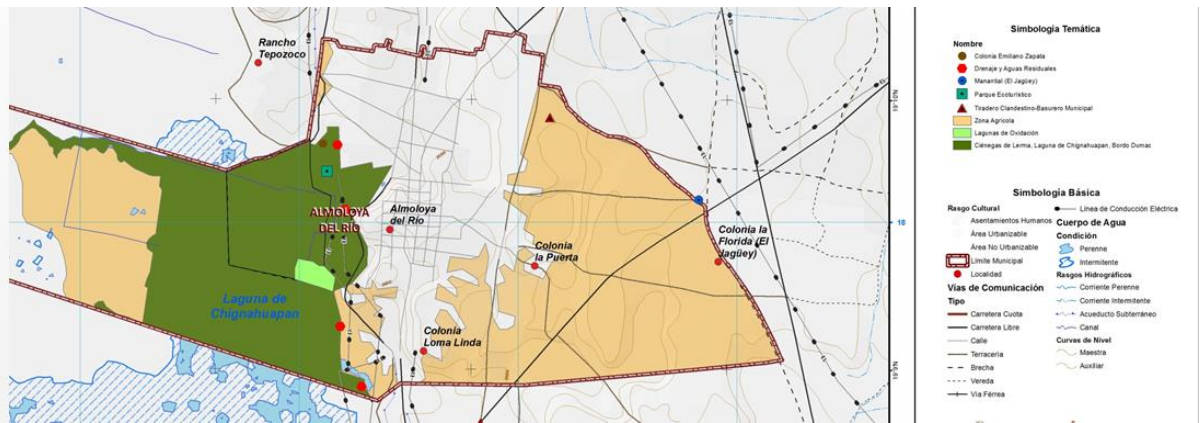 Rancho
Tepozoco
ALMOLOYA
DEL RÍO
Almoloya
del Río
Colonia
la Puerta
Colonia la
Florida (El
Jagüey)
Laguna de
Chignahuapan
Colonia
Loma Linda
19°10'N
18
19°9'N
Simbología Temática
Nombre
Colonia Emiliano Zapata
Drenaje y Aguas Residuales
Manantial (El Jagüey)
Parque Ecoturístico
Tiradero Clandestino-Basurero Municipal
Zona Agrícola
Lagunas de Oxidación
Ciénegas de Lerma, Laguna de Chignahuapan, Bordo Dumac
Simbología Básica
Rasgo Cultural
Asentamientos Humanos
Área Urbanizable
Área No Urbanizable
Límite Municipal
Localidad
Vías de Comunicación
Tipo
Carretera Cuota
Carretera Libre
Calle
Terracería
Brecha
Vereda
Vía Férrea
Línea de Conducción Eléctrica
Cuerpo de Agua
Condición
Perenne
Intermitente
Rasgos Hidrográficos
Corriente Perenne
Corriente Intermitente
Acueducto Subterráneo
Canal
Curvas de Nivel
Maestra
Auxiliar